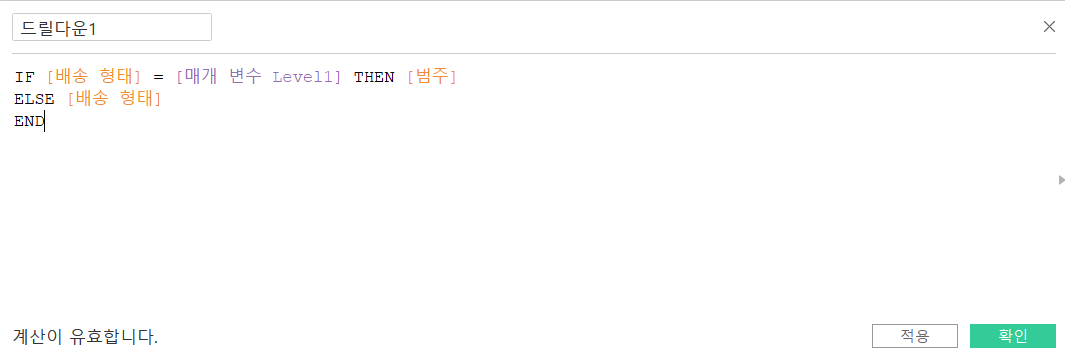 드릴다운1
IF [배송 형태] = [매개 변수 Level1] THEN [범주]
ELSE [배송 형태]
END
계산이 유효합니다.
적용
확인